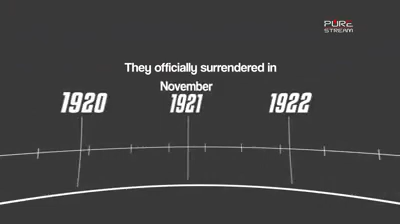 PURE
STREAM
They officially surrendered in
November
1920
1921
1922